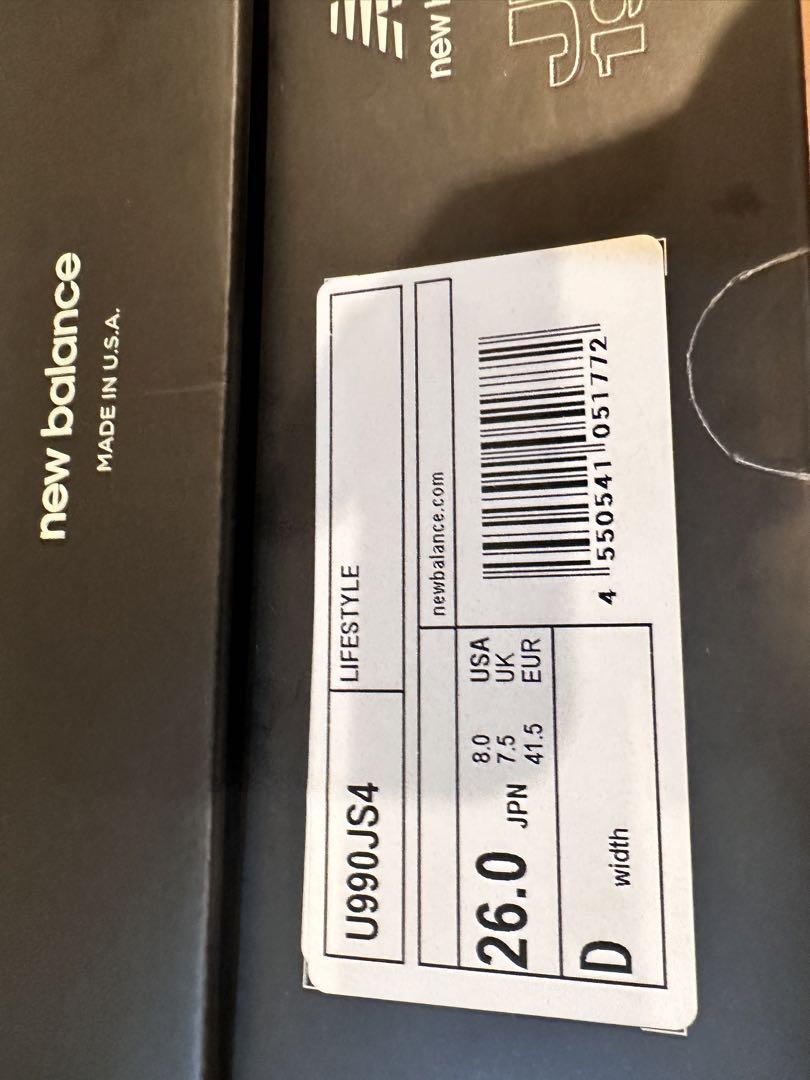 new balance
MADE IN U.S.A.
new
U990JS4
LIFESTYLE
newbalance.com
26.0 JPN
8.0 USA
7.5 UK
41.5 EUR
D width
4 550541 051772